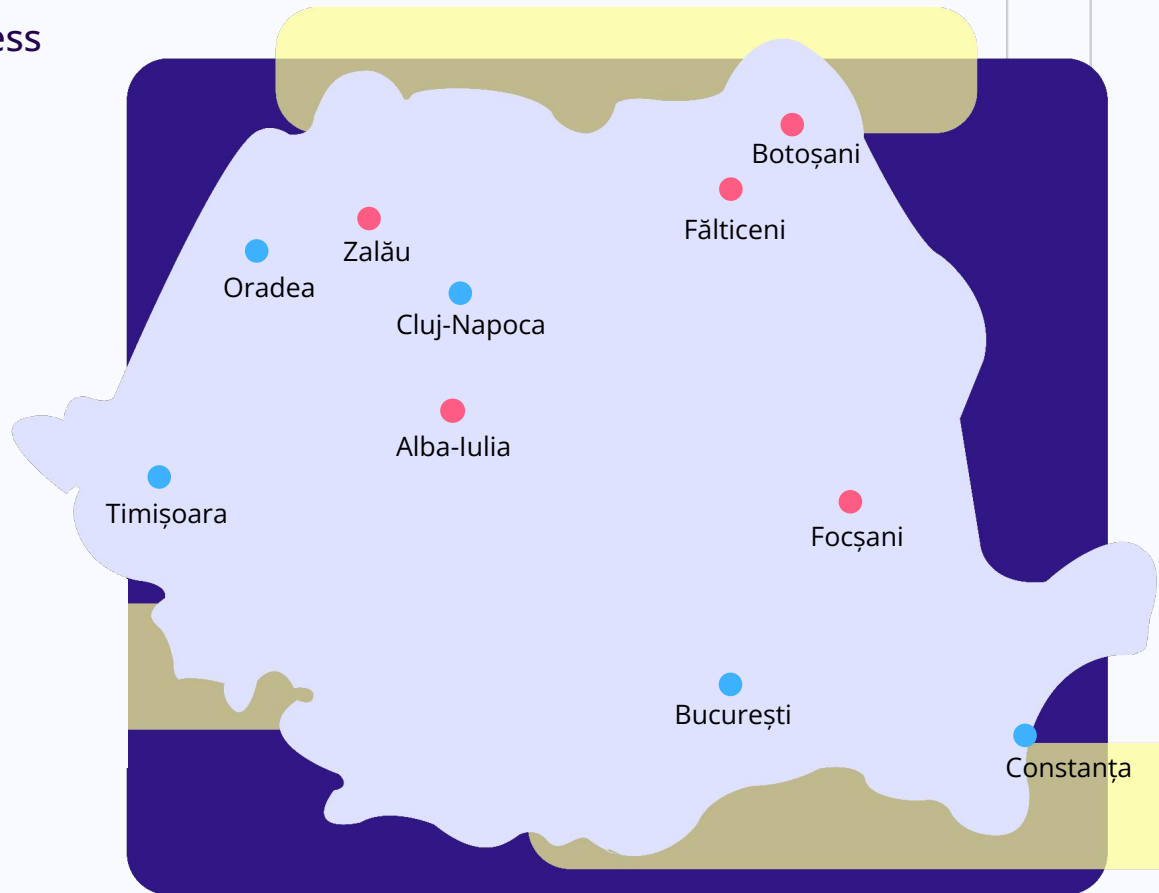 ess
Botoșani
Fălticeni
Zalău
Oradea
Cluj-Napoca
Alba-Iulia
Timișoara
Focșani
București
Constanța